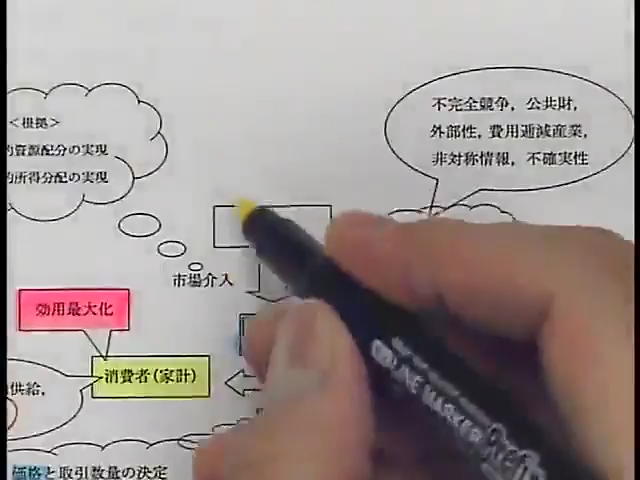 <根拠>
的資源配分の実現
的所得分配の実現
不完全競争，公共財，
外部性，費用逓減産業，
非対称情報，不確実性
市場介入
効用最大化
消費者(家計)
供給，
価格と取引数量の決定
LINE MARKER